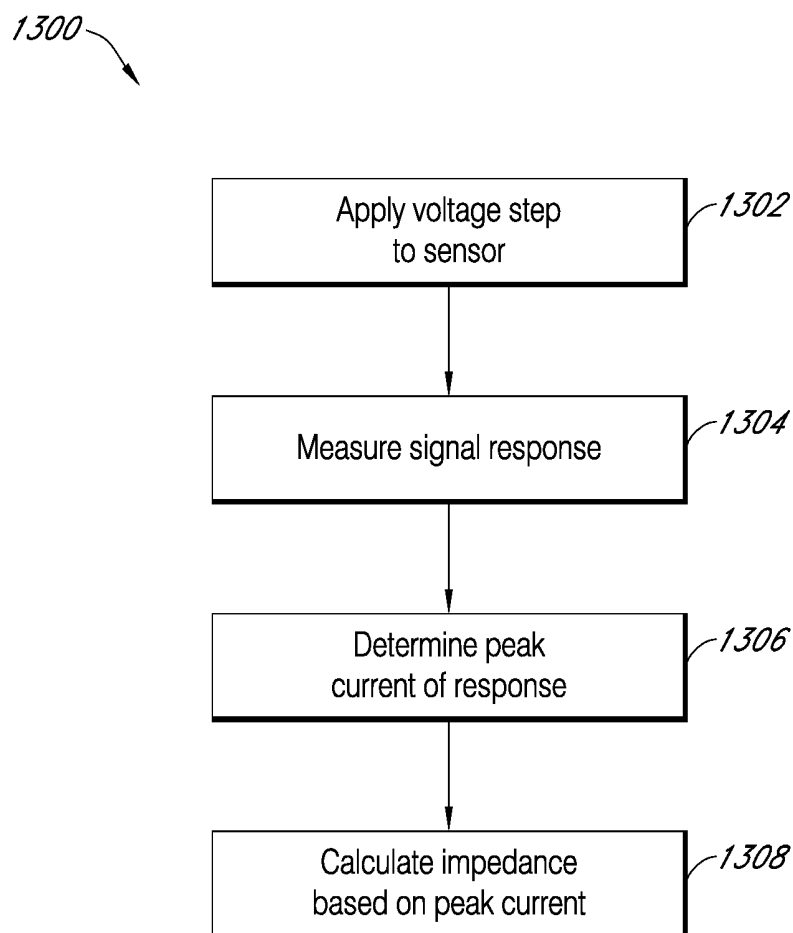 1300
Apply voltage step
to sensor
1302
Measure signal response
1304
Determine peak
current of response
1306
Calculate impedance
based on peak current
1308